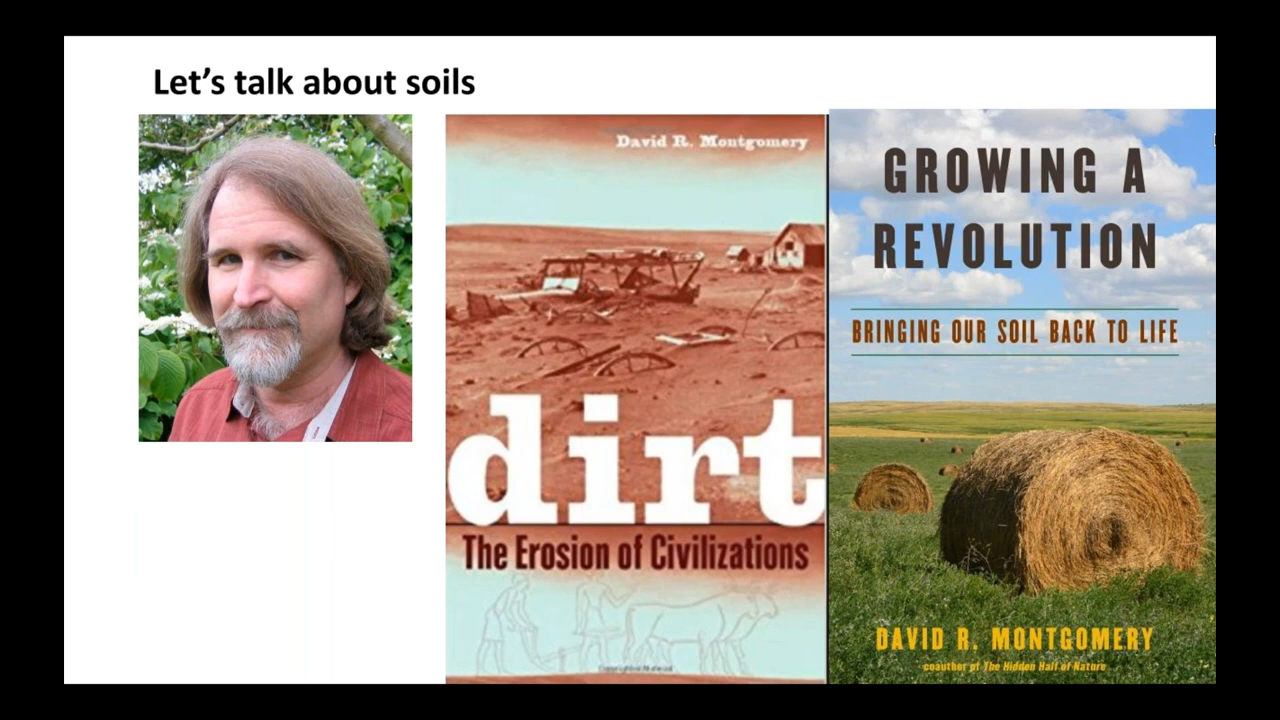 Let's talk about soils
David R. Montgomery
dirt
The Erosion of Civilizations
GROWING A
REVOLUTION
BRINGING OUR SOIL BACK TO LIFE
DAVID R. MONTGOMERY
coauthor of The Hidden Half of Nature